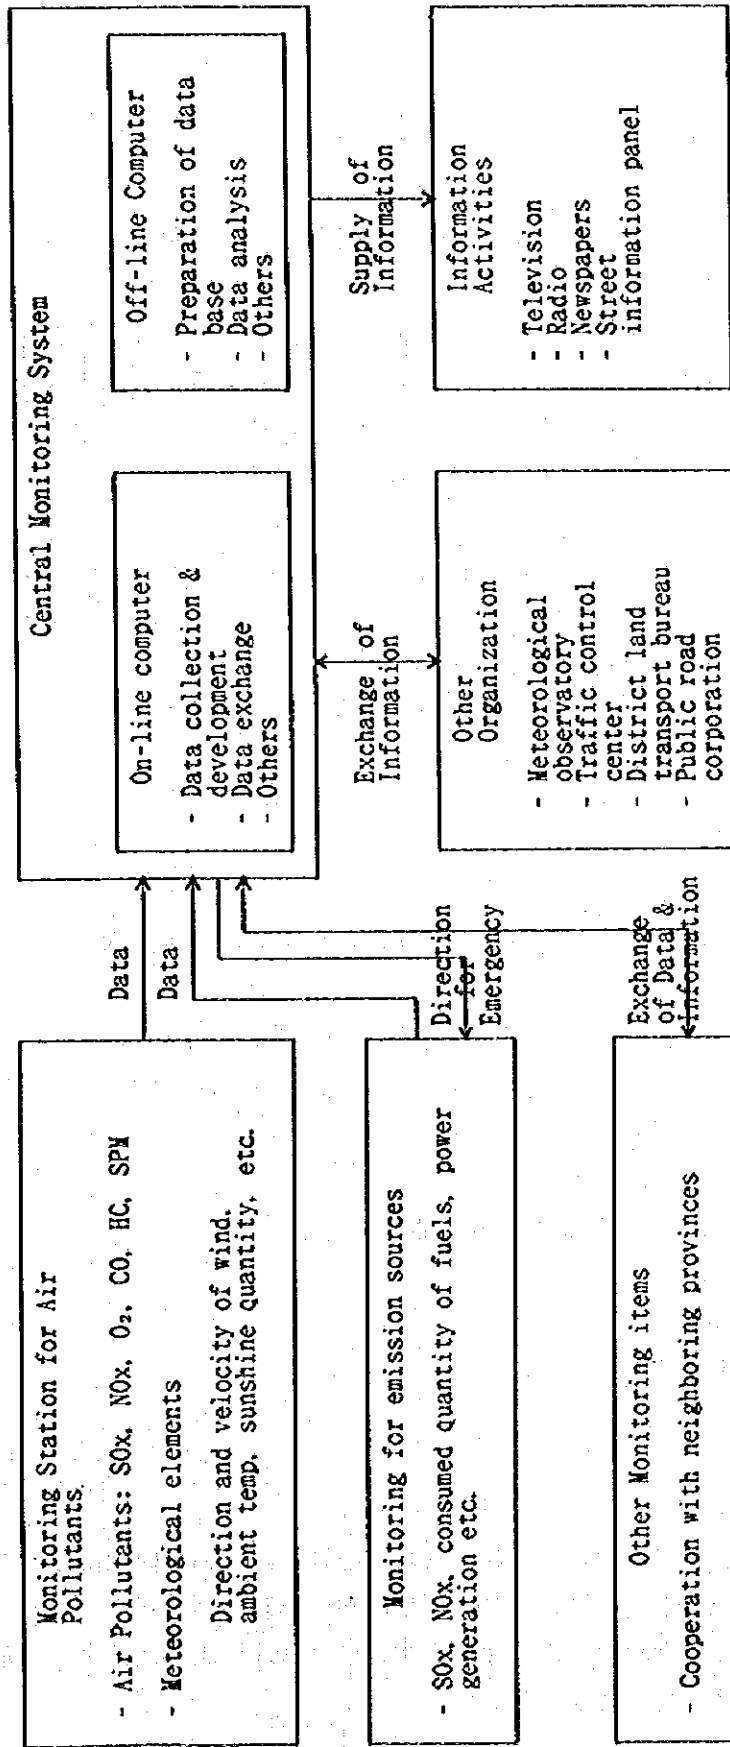 Monitoring Station for Air
Pollutants
- Air Pollutants: SOx, NOx, O₂, CO, HC, SPM
- Meteorological elements
Direction and velocity of wind,
ambient temp. sunshine quantity, etc.
Monitoring for emission sources
- SOx, NOx, consumed quantity of fuels, power
generation etc.
Other Monitoring items
- Cooperation with neighboring provinces
Data
Data
Direction
for
Emergency
Exchange
of Data &
Information
Central Monitoring System
On-line computer
- Data collection &
development
- Data exchange
- Others
Off-line Computer
- Preparation of data
base
- Data analysis
- Others
Exchange of
Information
Supply of
Information
Other
Organization
- Meteorological
observatory
- Traffic control
center
- District land
transport bureau
- Public road
corporation
Information
Activities
- Television
- Radio
- Newspapers
- Street
information panel